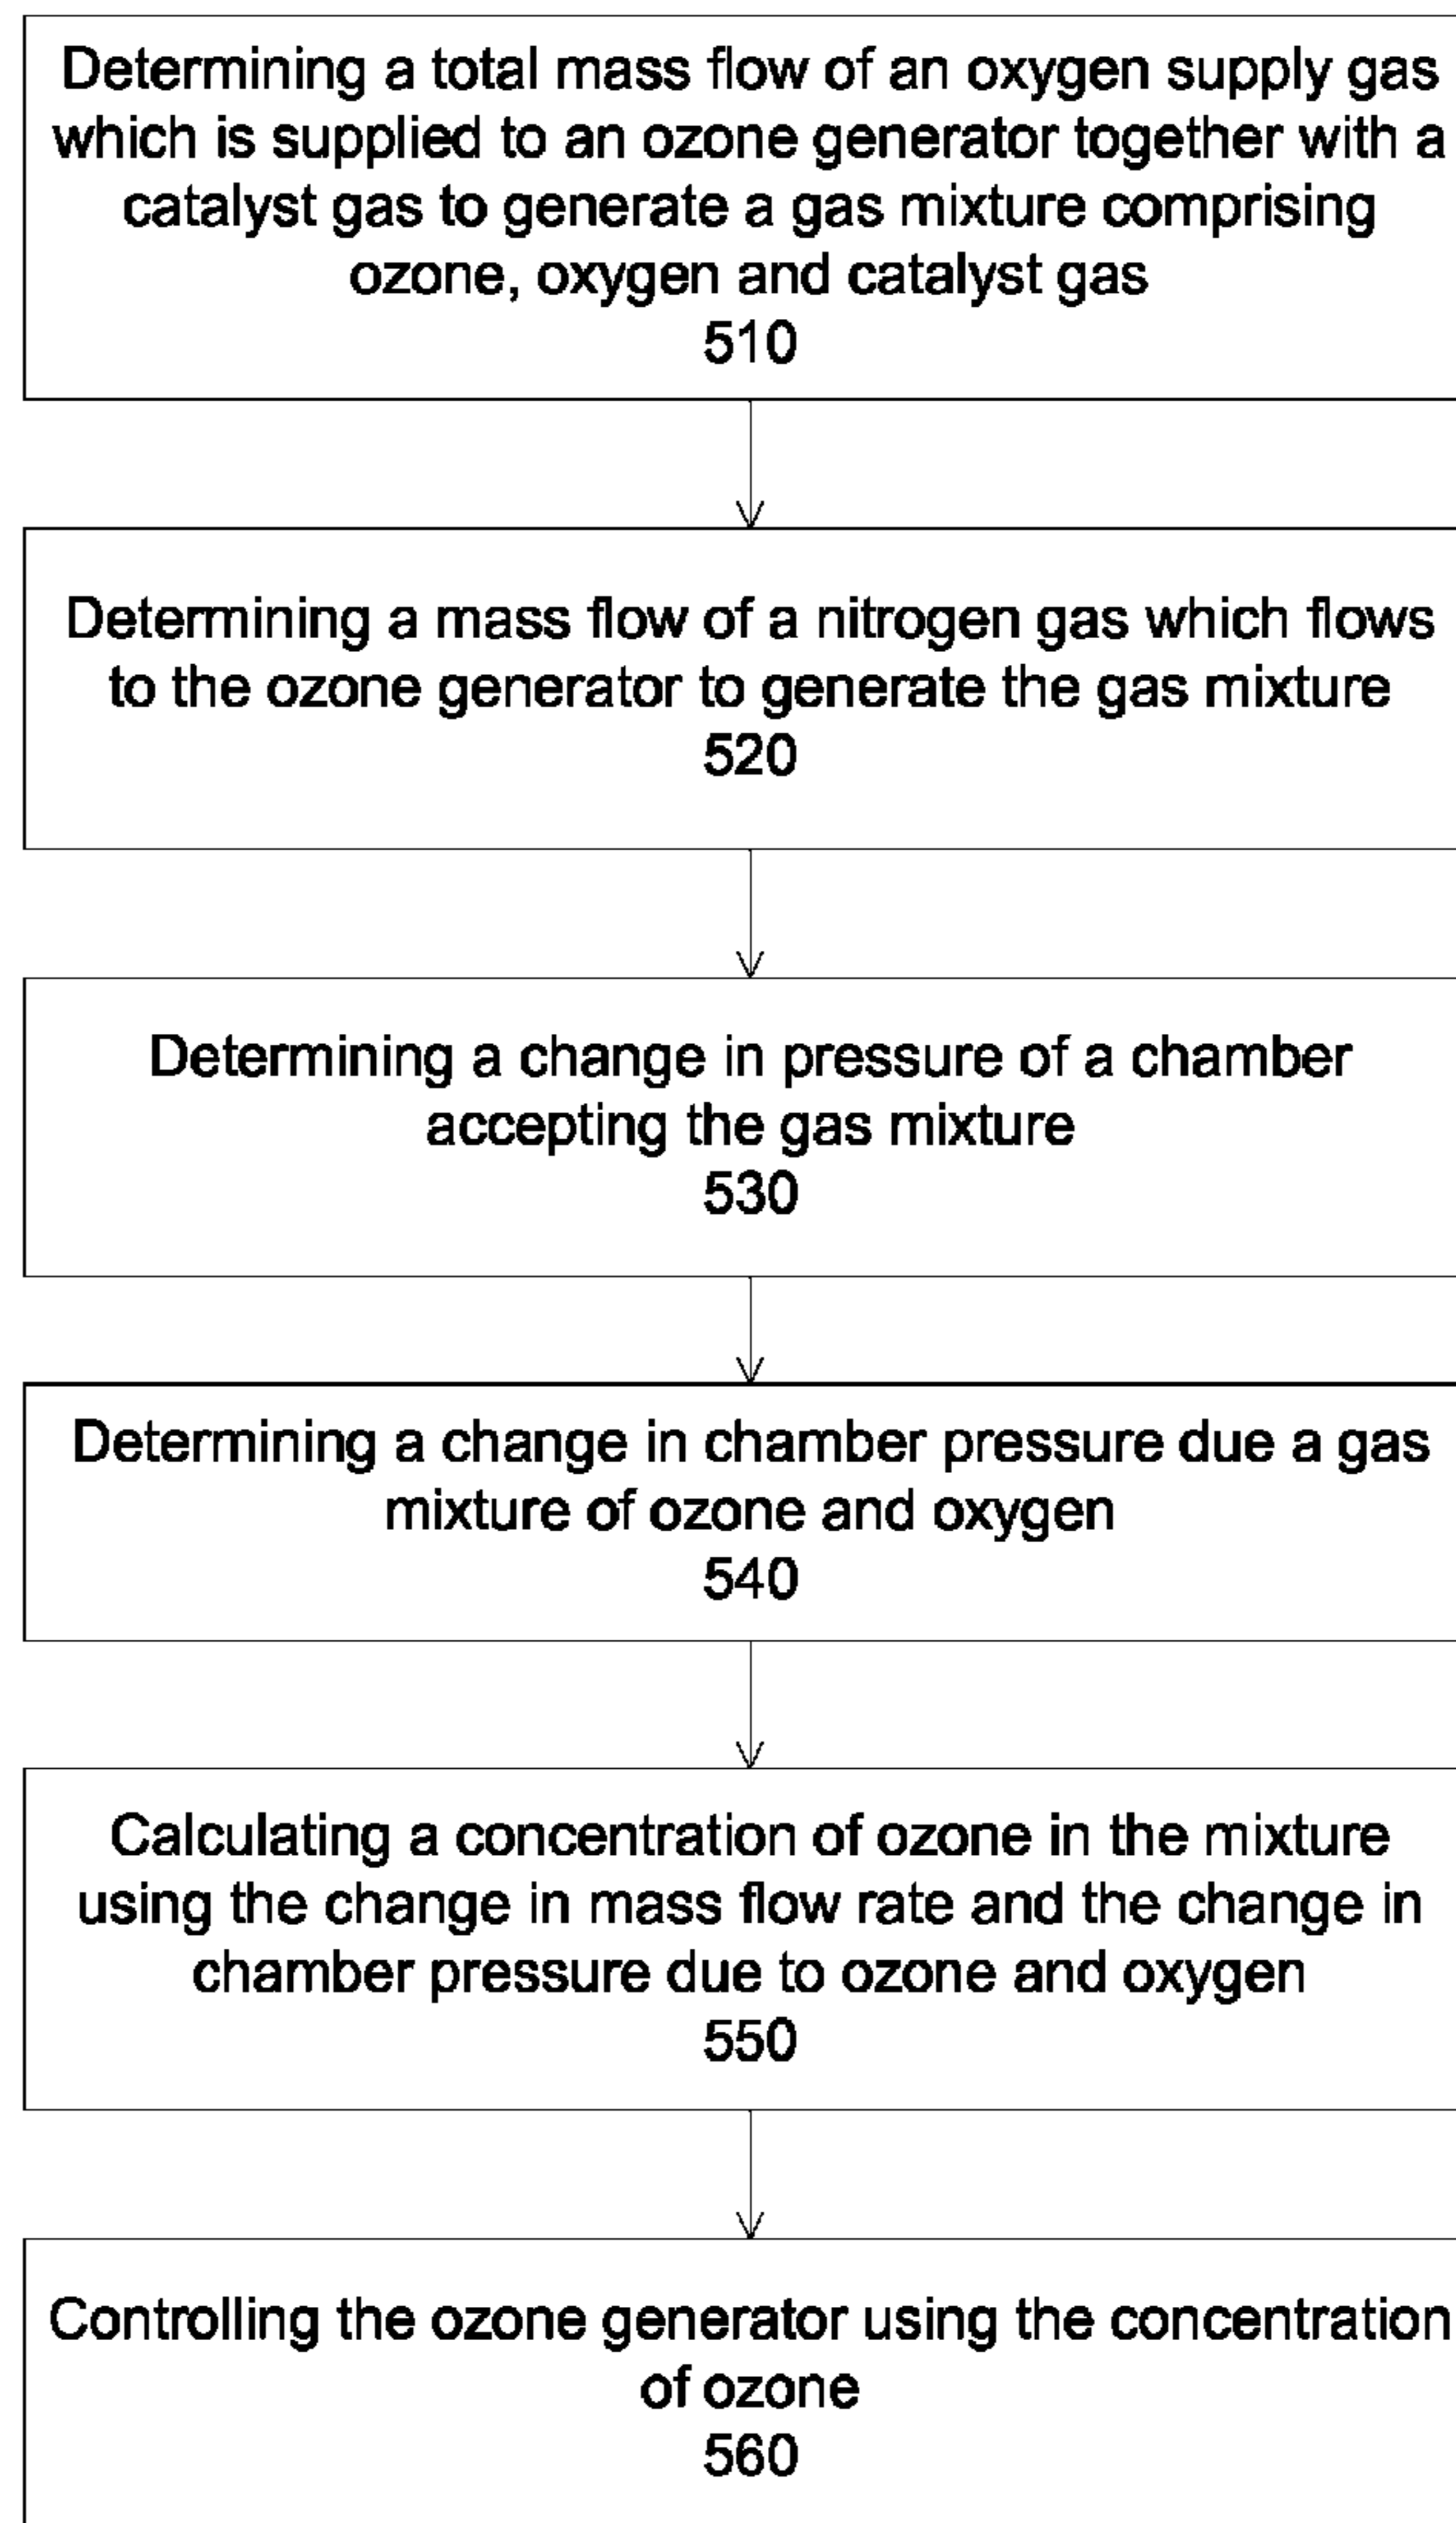 Determining a total mass flow of an oxygen supply gas
which is supplied to an ozone generator together with a
catalyst gas to generate a gas mixture comprising
ozone, oxygen and catalyst gas
510
Determining a mass flow of a nitrogen gas which flows
to the ozone generator to generate the gas mixture
520
Determining a change in pressure of a chamber
accepting the gas mixture
530
Determining a change in chamber pressure due a gas
mixture of ozone and oxygen
540
Calculating a concentration of ozone in the mixture
using the change in mass flow rate and the change in
chamber pressure due to ozone and oxygen
550
Controlling the ozone generator using the concentration
of ozone
560